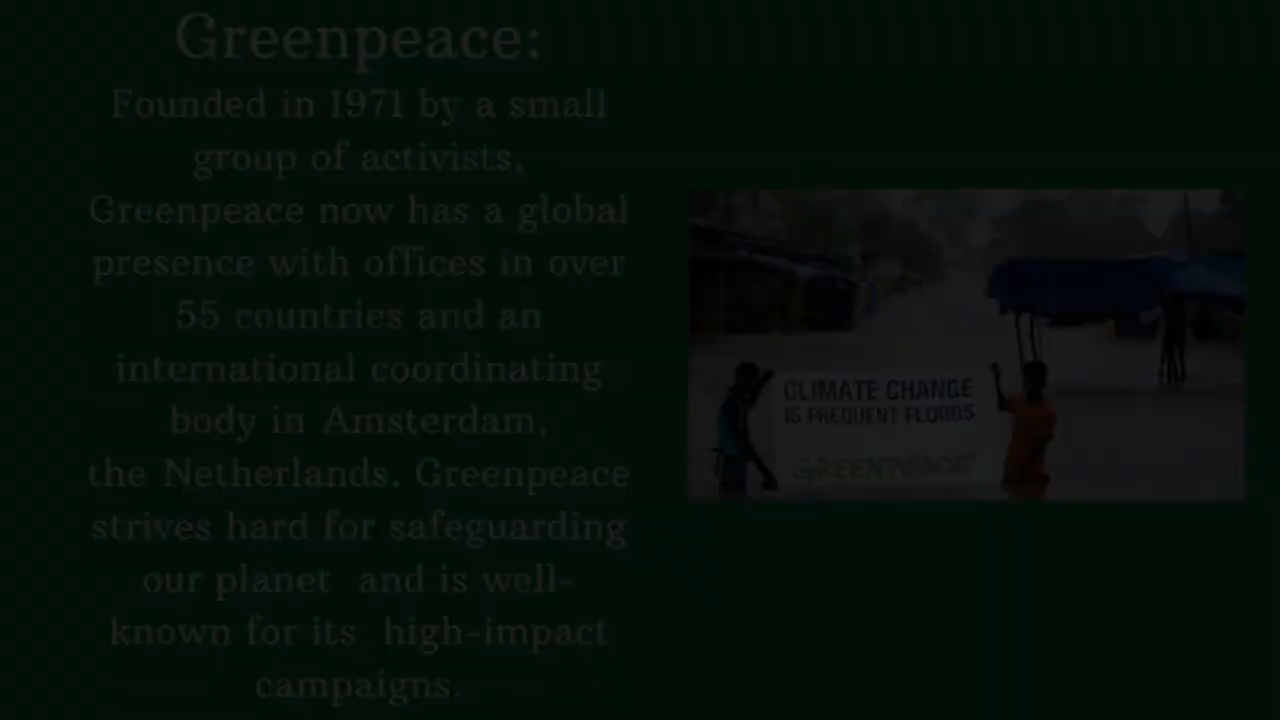 Greenpeace:
Founded in 1971 by a small
group of activists,
Greenpeace now has a global
presence with offices in over
55 countries and an
international coordinating
body in Amsterdam,
the Netherlands. Greenpeace
strives hard for safeguarding
our planet and is well-
known for its high-impact
campaigns.
CLIMATE CHANGE
IS FREQUENT FLOODS
GREENPEACE